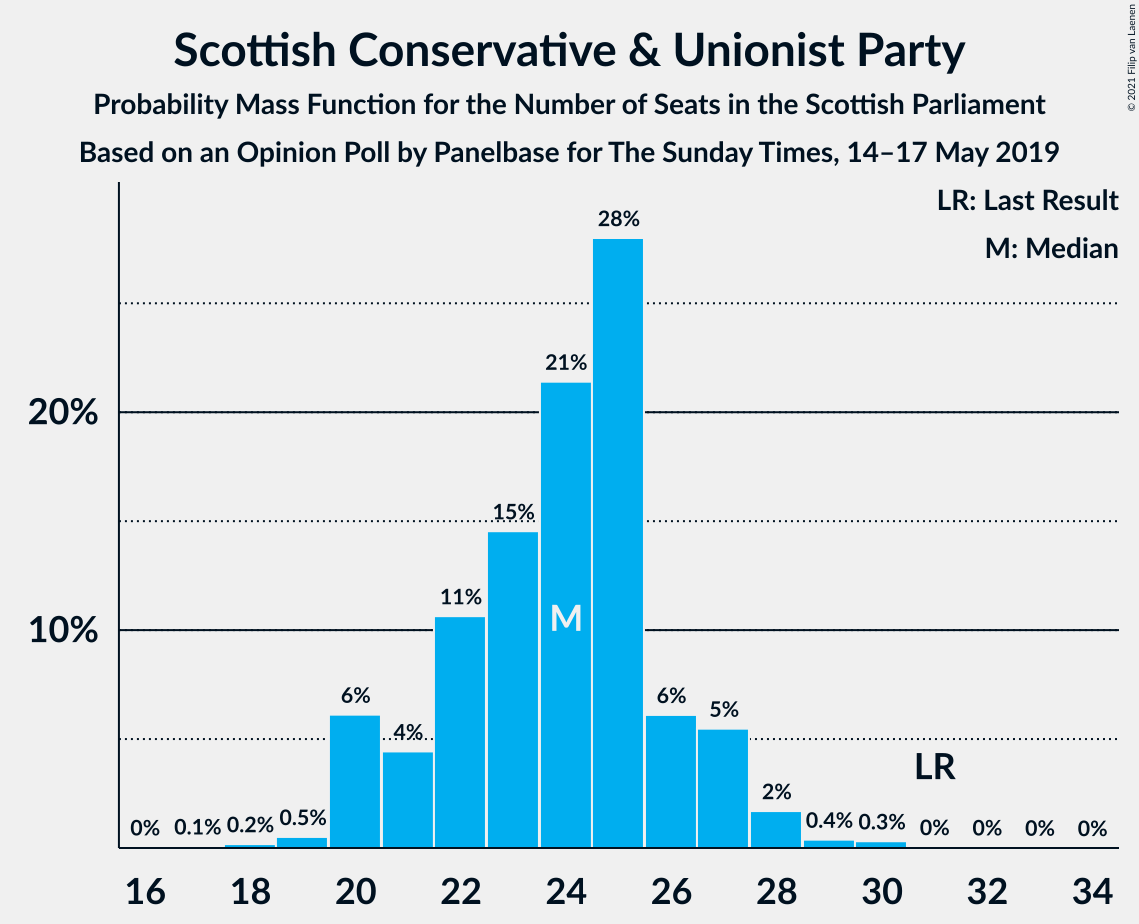 Scottish Conservative & Unionist Party
Probability Mass Function for the Number of Seats in the Scottish Parliament
Based on an Opinion Poll by Panelbase for The Sunday Times, 14–17 May 2019
© 2021 Filip van Laenen
LR: Last Result
M: Median
28%
21%
20%
15%
11%
M
10%
6%
6%
5%
4%
LR
2%
0% 0.1% 0.2% 0.5% 0.4% 0.3% 0% 0% 0% 0%
16 18 20 22 24 26 28 30 32 34